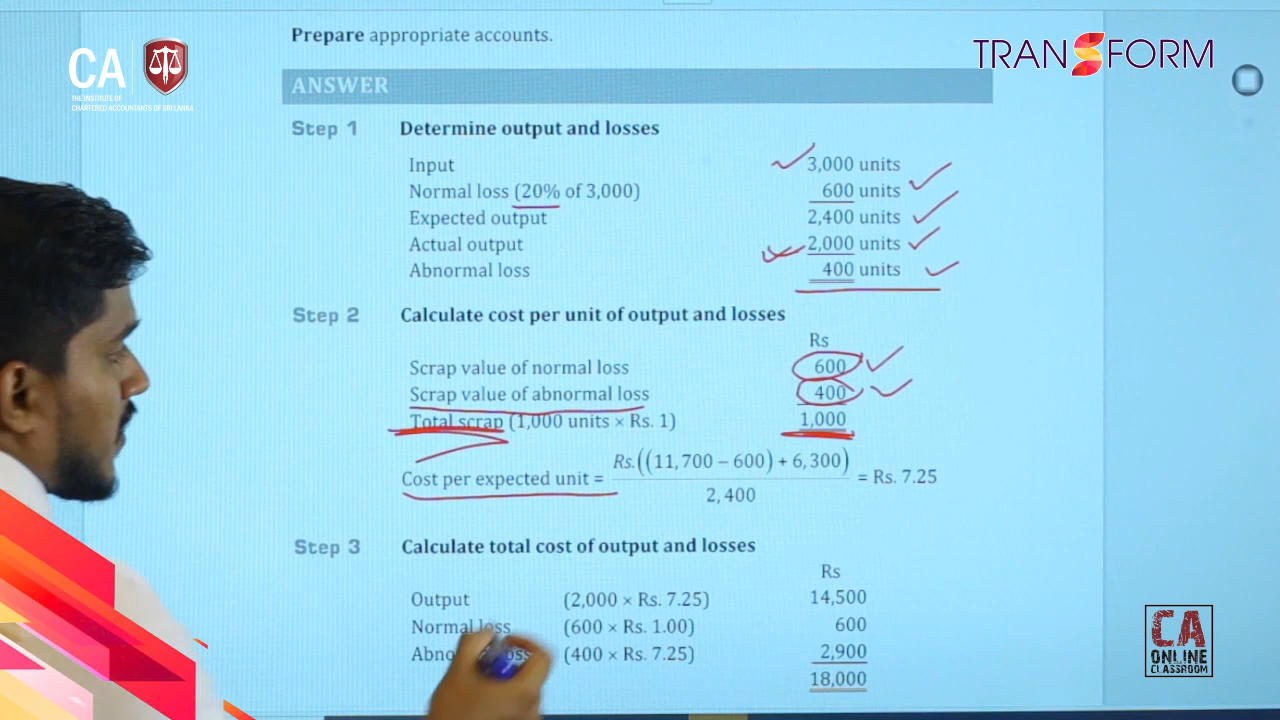 Prepare appropriate accounts.
CA
THE INSTITUTE OF
CHARTERED ACCOUNTANTS OF SRI LANKA
TRANSFORM
ANSWER
Step 1 Determine output and losses
Input 3,000 units
Normal loss (20% of 3,000) 600 units
Expected output 2,400 units
Actual output 2,000 units
Abnormal loss 400 units
Step 2 Calculate cost per unit of output and losses
Rs
Scrap value of normal loss 600
Scrap value of abnormal loss 400
Total scrap (1,000 units × Rs. 1) 1,000
Cost per expected unit = Rs.((11,700 − 600) + 6,300) / 2,400 = Rs. 7.25
Step 3 Calculate total cost of output and losses
Rs
Output (2,000 × Rs. 7.25) 14,500
Normal loss (600 × Rs. 1.00) 600
(400 × Rs. 7.25) 2,900
18,000
CA
ONLINE
CLASSROOM